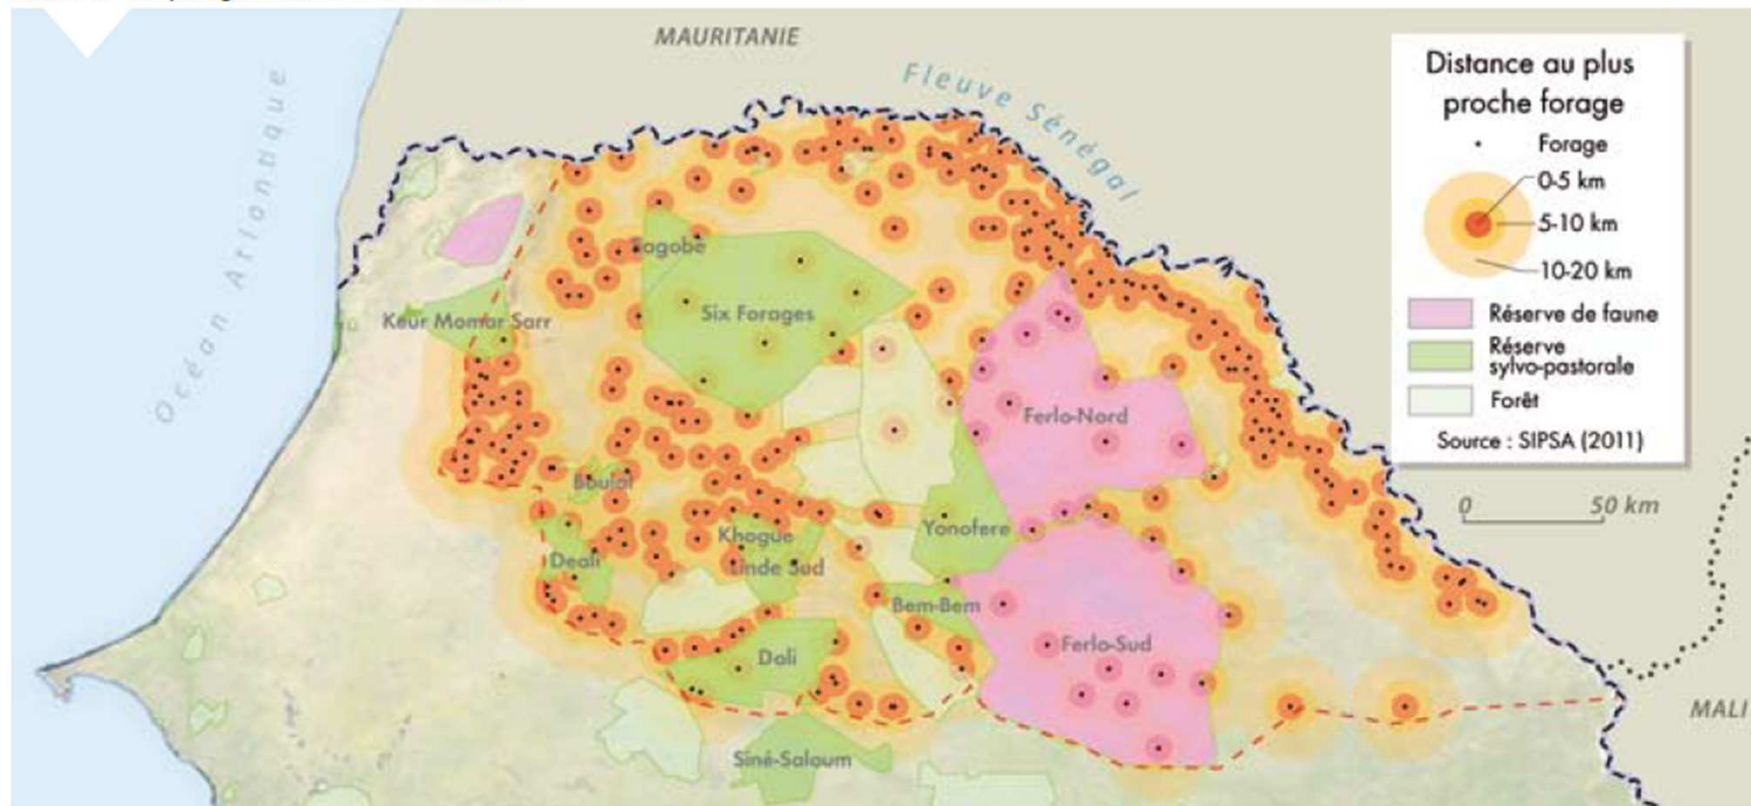 MAURITANIE
Fleuve Sénégal
Océan Atlantique
Distance au plus
proche forage
Forage
0-5 km
5-10 km
10-20 km
Réserve de faune
Réserve
sylvo-pastorale
Forêt
Source : SIPSA (2011)
0 50 km
MALI
Keur Momar Sarr
Six Forages
Ferlo-Nord
Boulal
Yonofere
Khogue
Deali
Linde Sud
Bem-Bem
Ferlo-Sud
Dali
Siné-Saloum